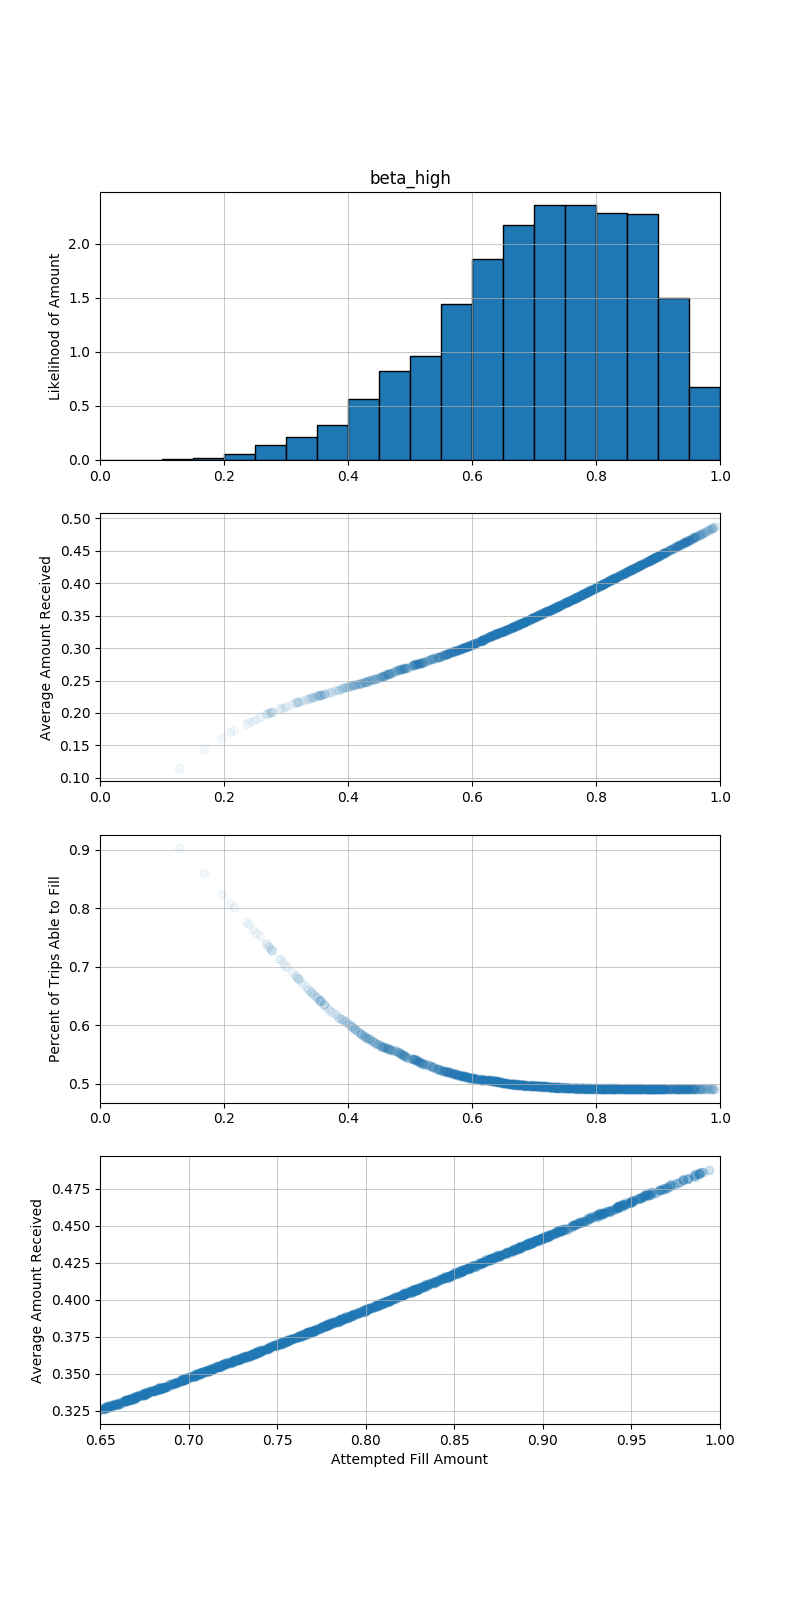 beta_high
Likelihood of Amount
2.0
1.5
1.0
0.5
0.0
0.0 0.2 0.4 0.6 0.8 1.0
Average Amount Received
0.50
0.45
0.40
0.35
0.30
0.25
0.20
0.15
0.10
0.0 0.2 0.4 0.6 0.8 1.0
Percent of Trips Able to Fill
0.9
0.8
0.7
0.6
0.5
0.0 0.2 0.4 0.6 0.8 1.0
Average Amount Received
0.475
0.450
0.425
0.400
0.375
0.350
0.325
0.65 0.70 0.75 0.80 0.85 0.90 0.95 1.00
Attempted Fill Amount